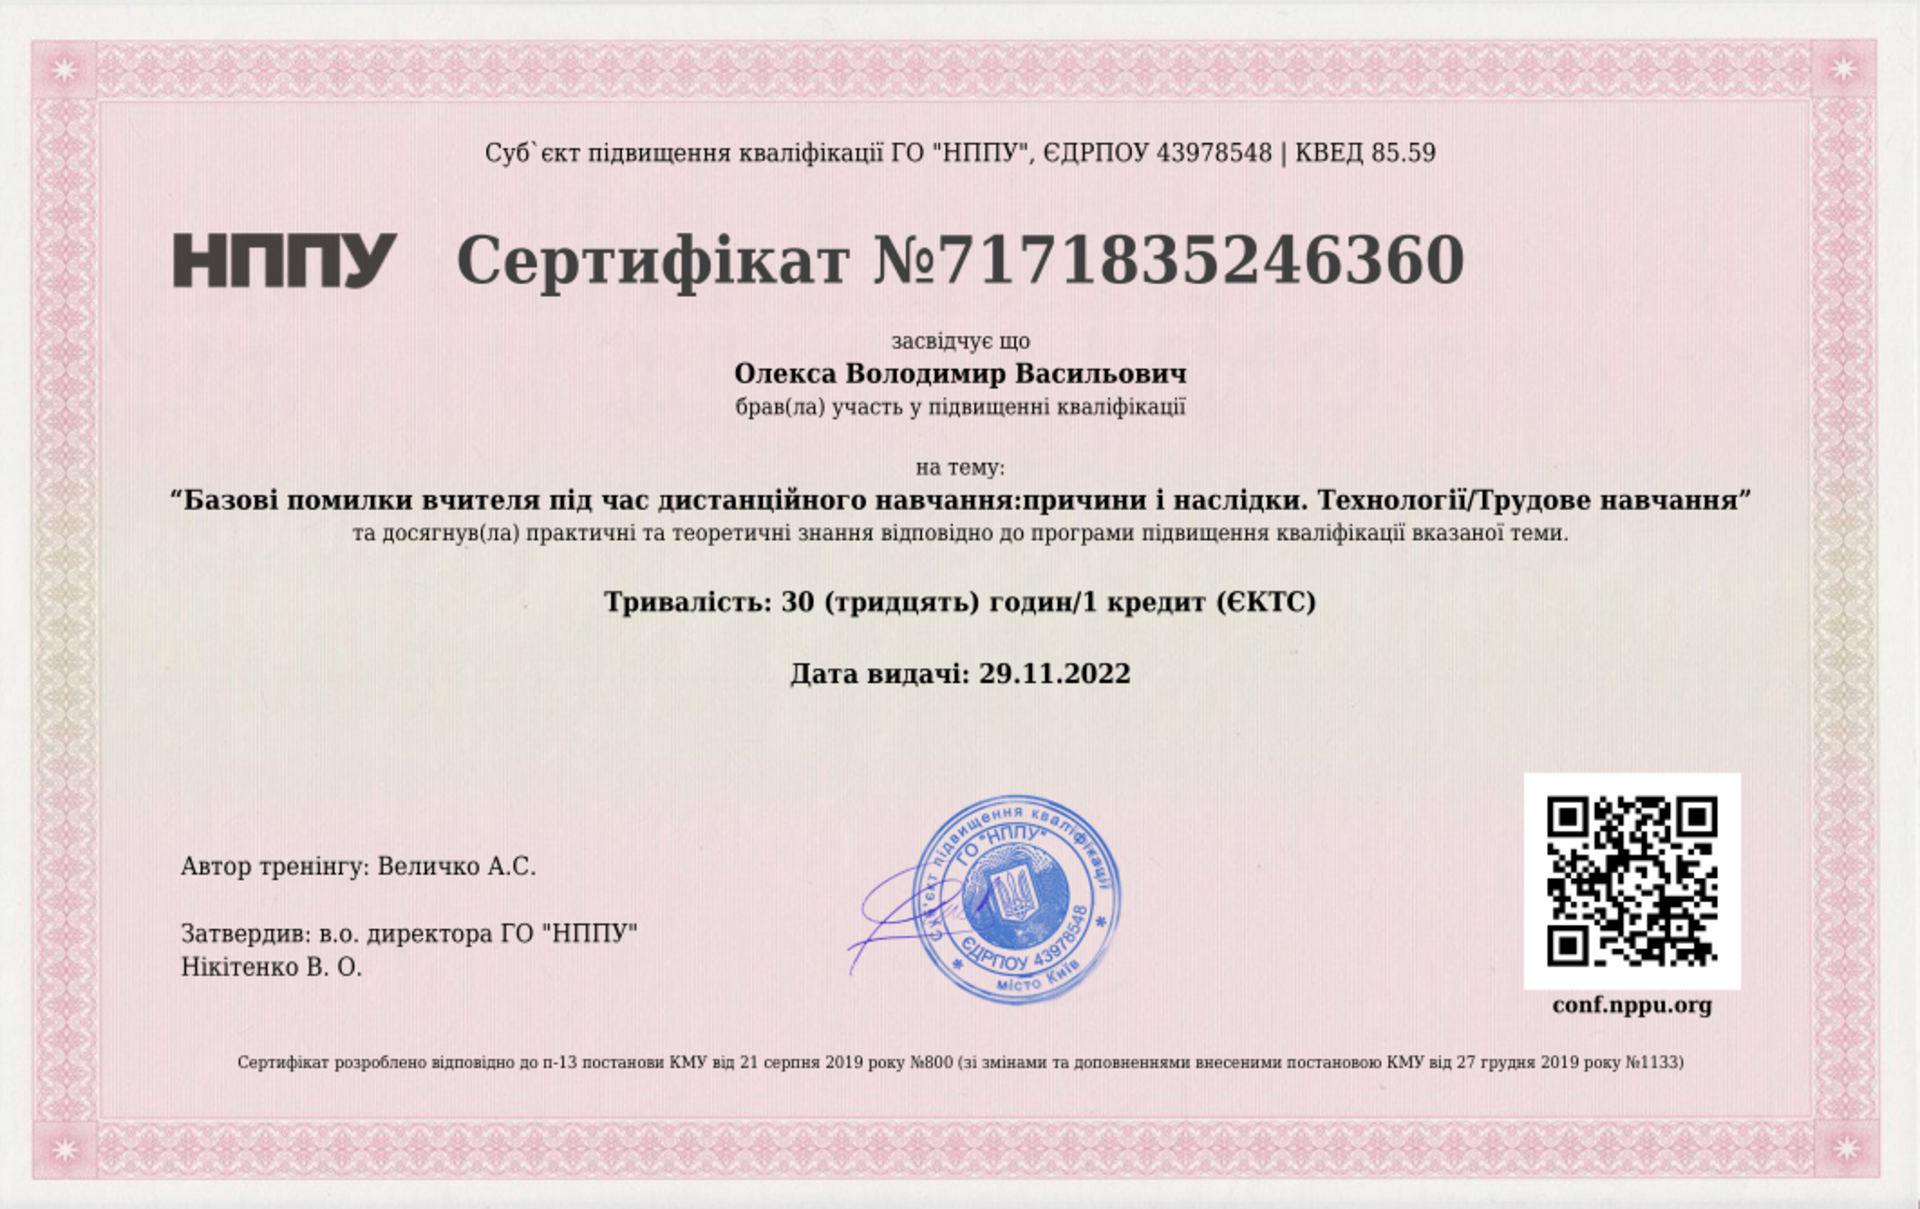 Суб`єкт підвищення кваліфікації ГО "НППУ", ЄДРПОУ 43978548 | КВЕД 85.59
НППУ
Сертифікат №7171835246360
засвідчує що
Олекса Володимир Васильович
брав(ла) участь у підвищенні кваліфікації
на тему:
“Базові помилки вчителя під час дистанційного навчання:причини і наслідки. Технології/Трудове навчання”
та досягнув(ла) практичні та теоретичні знання відповідно до програми підвищення кваліфікації вказаної теми.
Тривалість: 30 (тридцять) годин/1 кредит (ЄКТС)
Дата видачі: 29.11.2022
Автор тренінгу: Величко А.С.
Затвердив: в.о. директора ГО "НППУ"
Нікітенко В. О.
підвищення кваліфікації
ГО "НППУ"
ЄДРПОУ 43978548
місто Київ
conf.nppu.org
Сертифікат розроблено відповідно до п-13 постанови КМУ від 21 серпня 2019 року №800 (зі змінами та доповненнями внесеними постановою КМУ від 27 грудня 2019 року №1133)